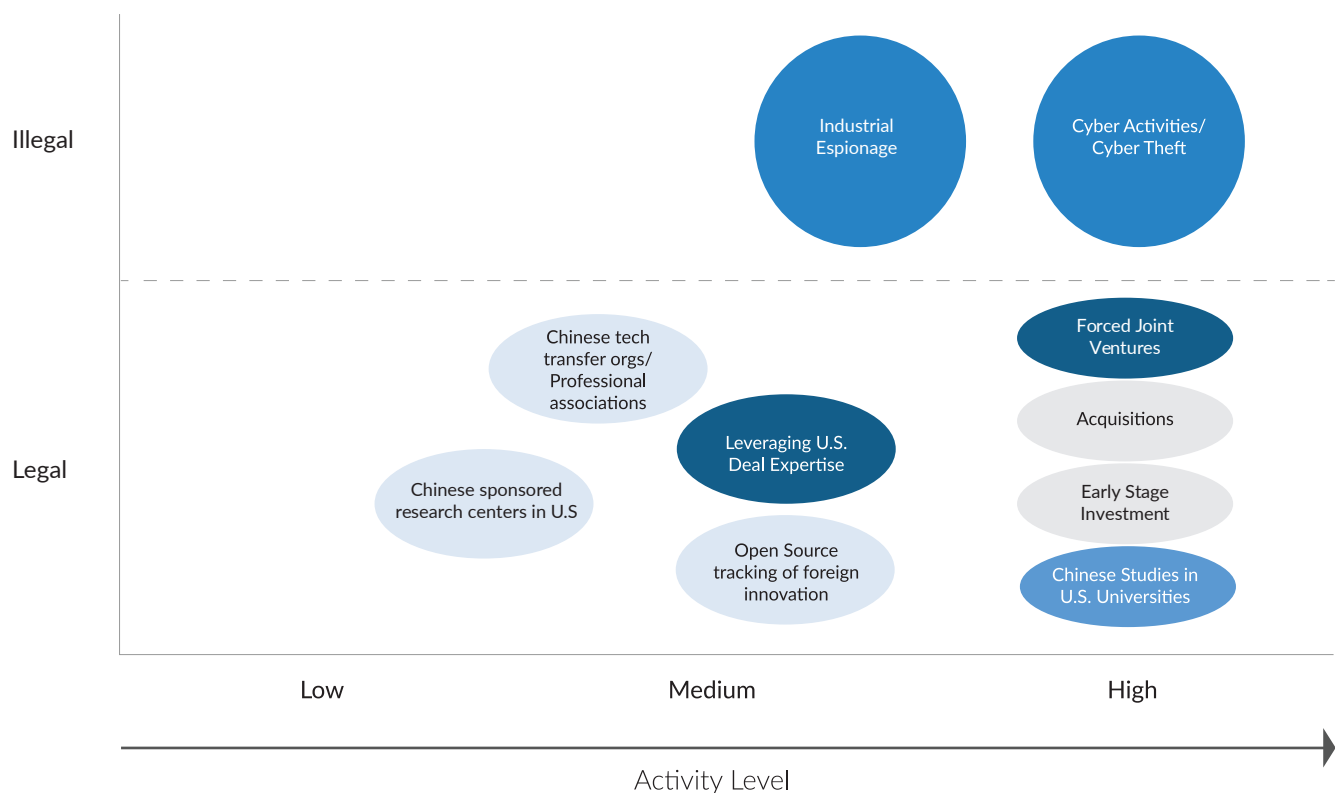 Illegal
Industrial
Espionage
Cyber Activities/
Cyber Theft
Legal
Chinese tech
transfer orgs/
Professional
associations
Forced Joint
Ventures
Acquisitions
Leveraging U.S.
Deal Expertise
Chinese sponsored
research centers in U.S
Early Stage
Investment
Open Source
tracking of foreign
innovation
Chinese Studies in
U.S. Universities
Low
Medium
High
Activity Level